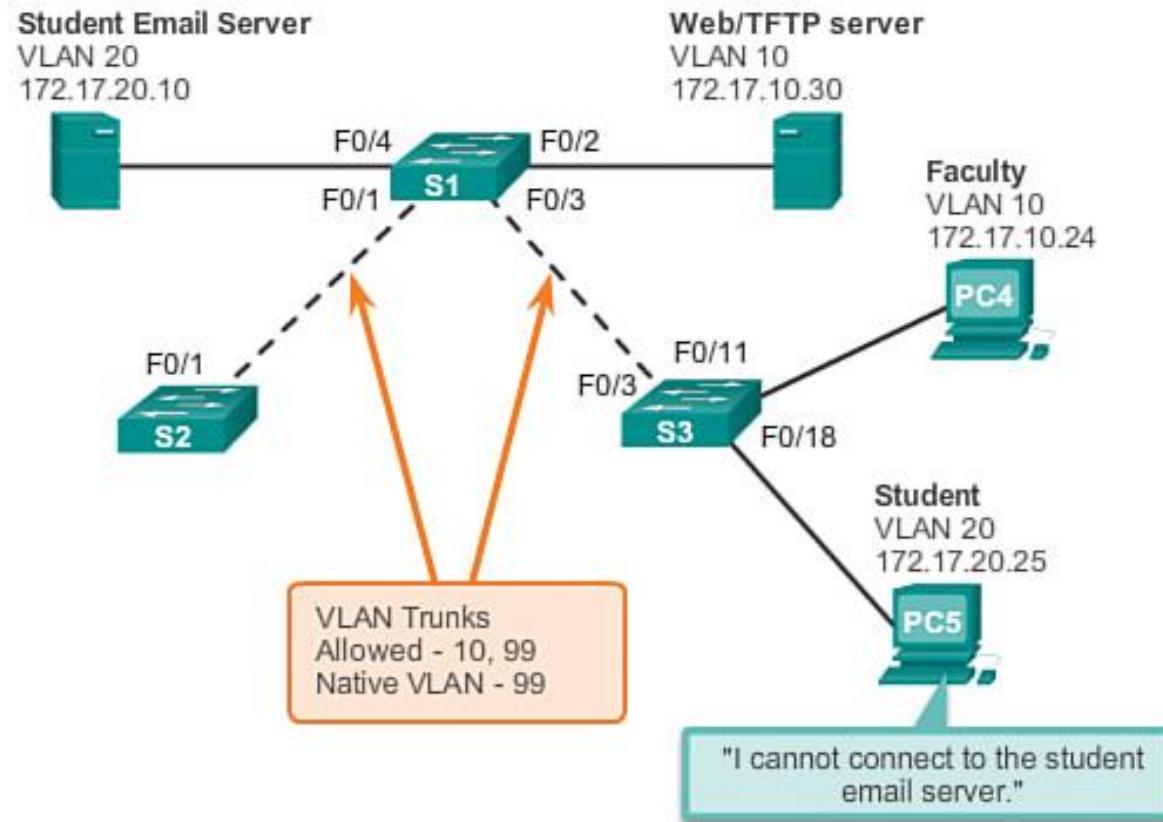 Student Email Server
VLAN 20
172.17.20.10
Web/TFTP server
VLAN 10
172.17.10.30
F0/4
F0/2
S1
F0/1
F0/3
Faculty
VLAN 10
172.17.10.24
PC4
F0/1
S2
F0/11
F0/3
S3
F0/18
Student
VLAN 20
172.17.20.25
PC5
VLAN Trunks
Allowed - 10, 99
Native VLAN - 99
"I cannot connect to the student
email server."